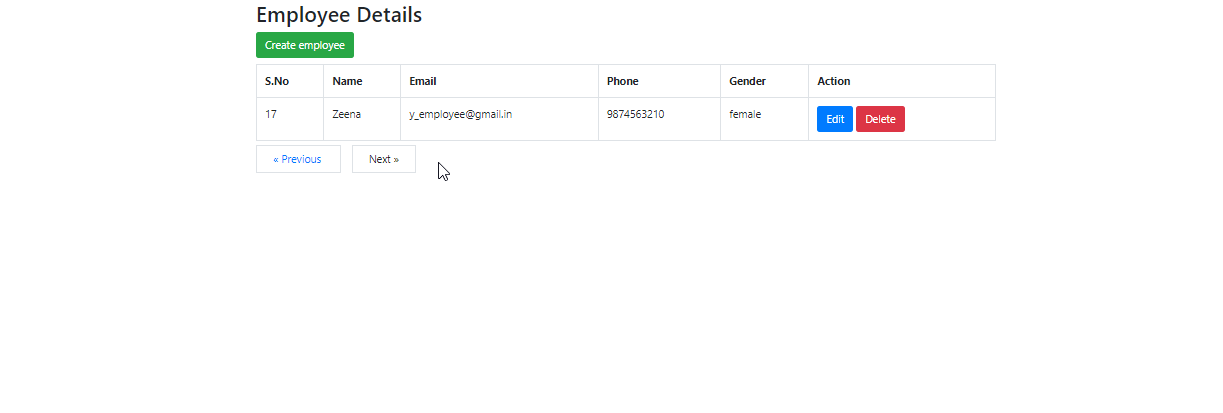 Employee Details
Create employee
S.No Name Email Phone Gender Action
17 Zeena y_employee@gmail.in 9874563210 female Edit Delete
« Previous Next »